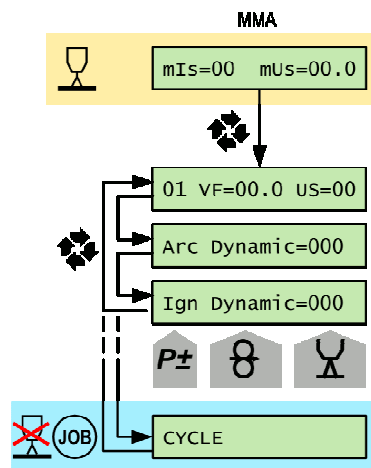 MMA
mIs=00 mUs=00.0
01 VF=00.0 US=00
Arc Dynamic=000
Ign Dynamic=000
P±
JOB
CYCLE